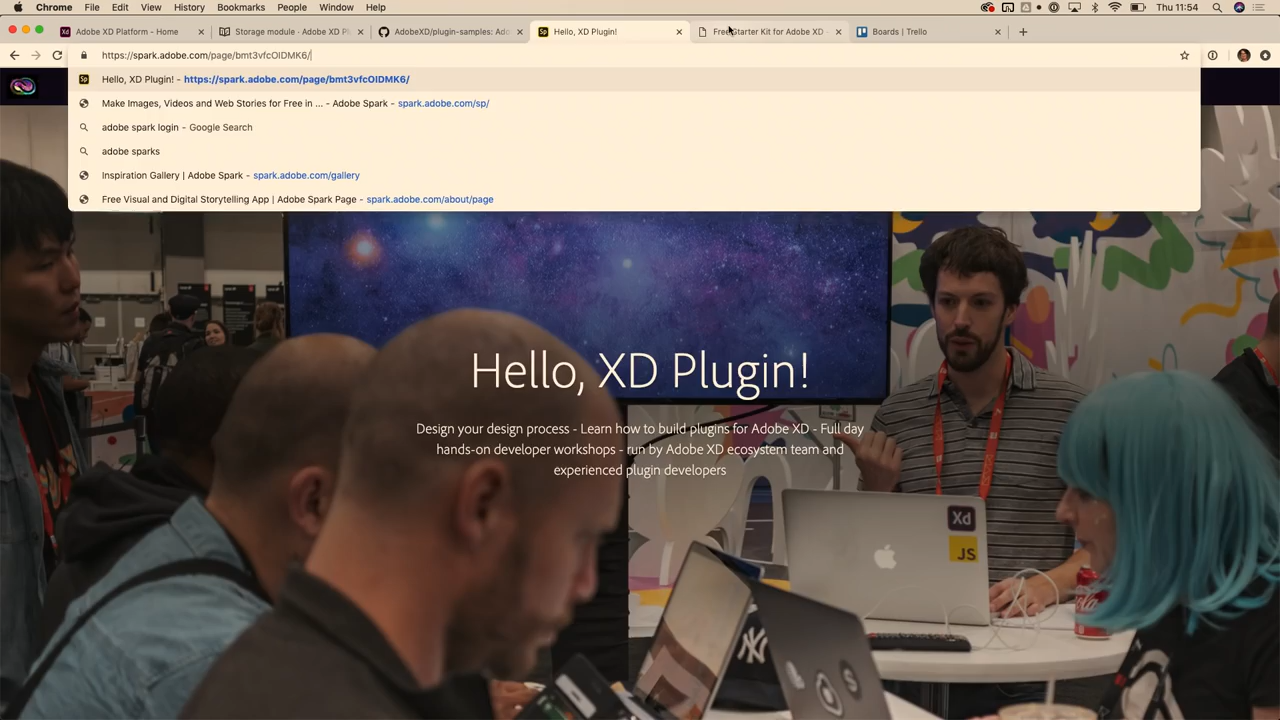 Chrome File Edit View History Bookmarks People Window Help Thu 11:54
Adobe XD Platform - Home Storage module - Adobe XD Pl AdobeXD/plugin-samples: Ado Hello, XD Plugin! Free Starter Kit for Adobe XD Boards | Trello
https://spark.adobe.com/page/bmt3vfcOIDMK6/
Hello, XD Plugin! - https://spark.adobe.com/page/bmt3vfcOIDMK6/
Make Images, Videos and Web Stories for Free in ... - Adobe Spark - spark.adobe.com/sp/
adobe spark login - Google Search
adobe sparks
Inspiration Gallery | Adobe Spark - spark.adobe.com/gallery
Free Visual and Digital Storytelling App | Adobe Spark Page - spark.adobe.com/about/page
Hello, XD Plugin!
Design your design process - Learn how to build plugins for Adobe XD - Full day
hands-on developer workshops - run by Adobe XD ecosystem team and
experienced plugin developers
Xd
JS